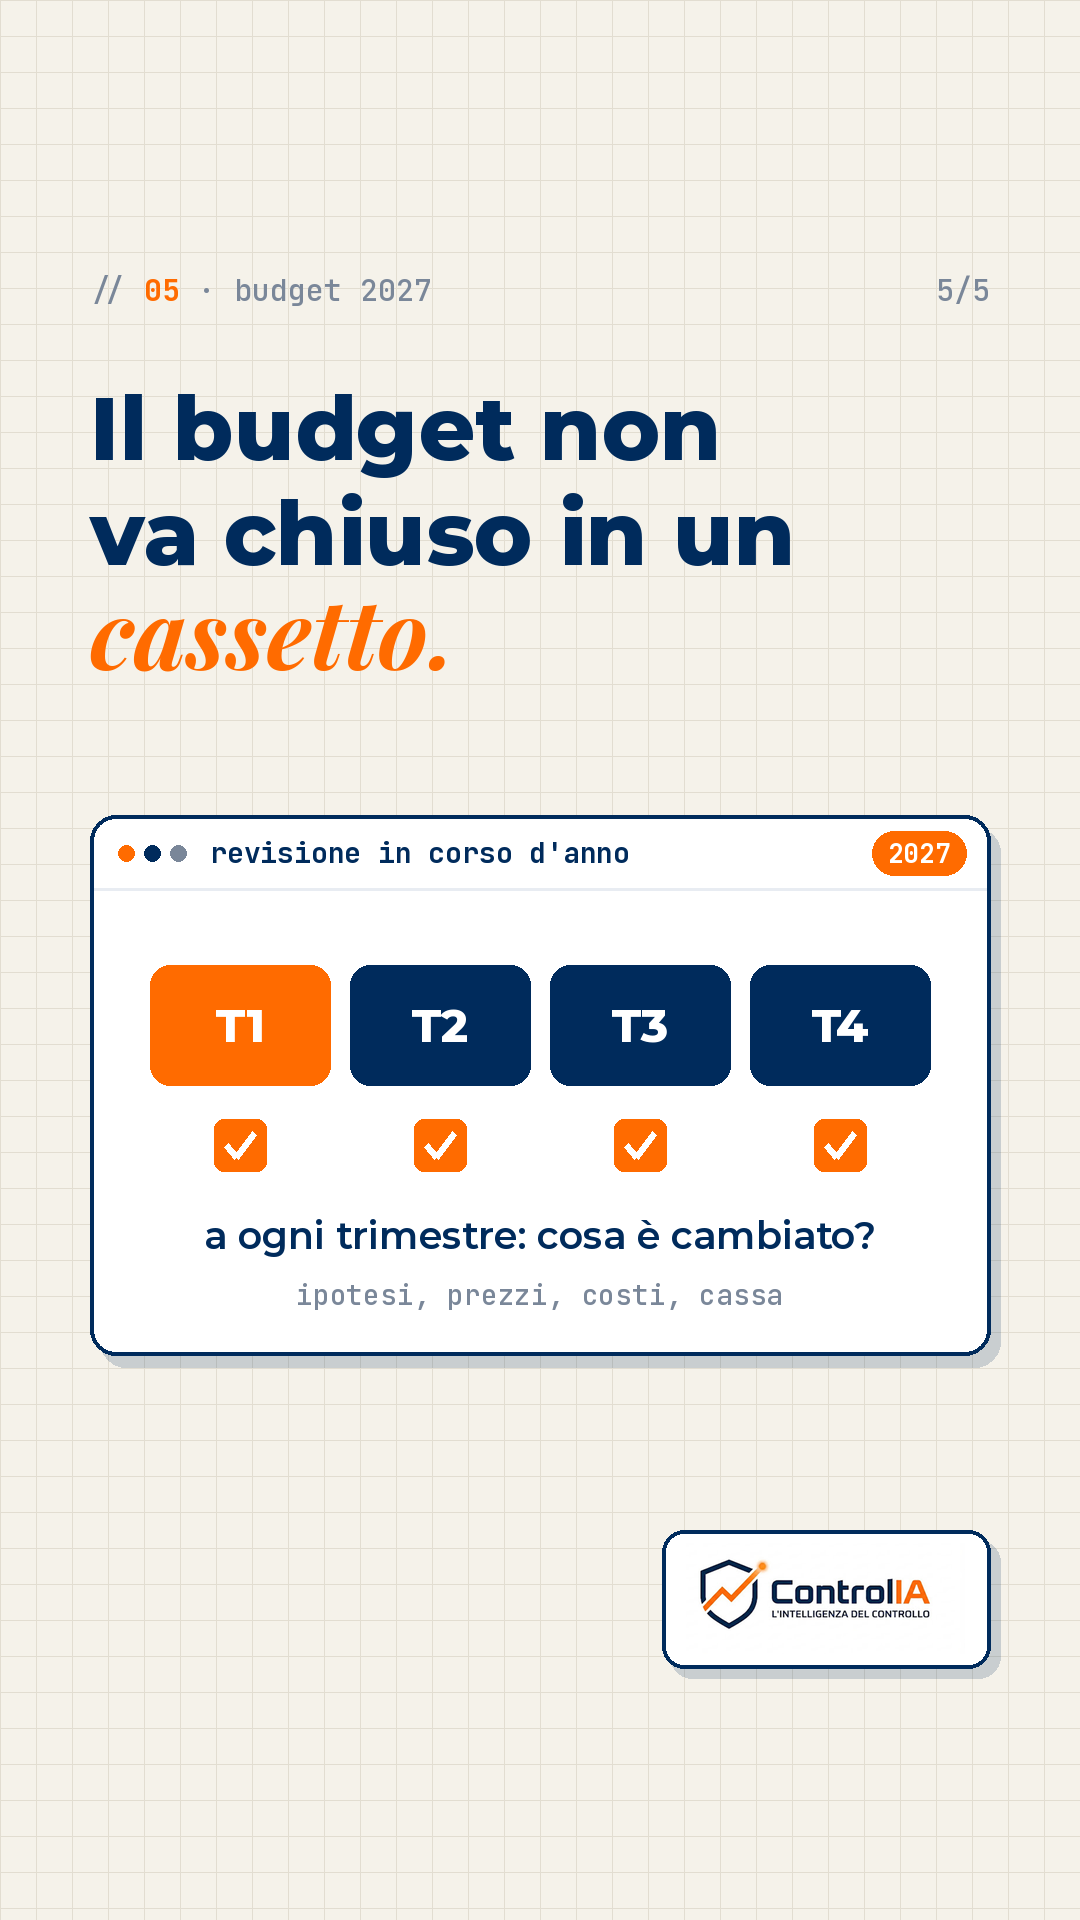 // 05 · budget 2027
5/5
Il budget non
va chiuso in un
cassetto.
revisione in corso d'anno
2027
T1 T2 T3 T4
a ogni trimestre: cosa è cambiato?
ipotesi, prezzi, costi, cassa
ControlIA
L'INTELLIGENZA DEL CONTROLLO